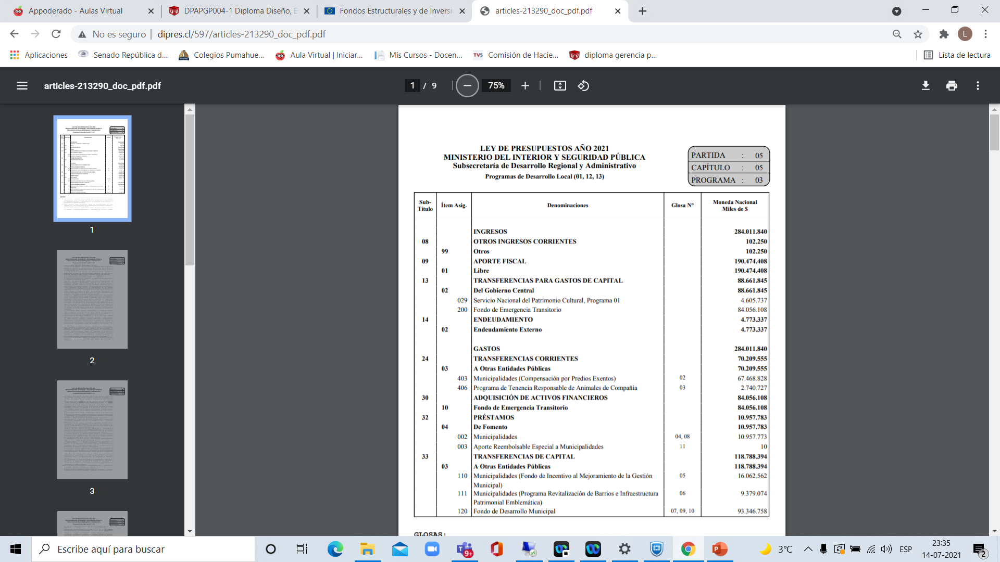 Appoderado - Aulas Virtual
DPAPGP004-1 Diploma Diseño, E
Fondos Estructurales y de Inversi
articles-213290_doc_pdf.pdf
No es seguro | dipres.cl/597/articles-213290_doc_pdf.pdf
L
Aplicaciones
Senado República d...
Colegios Pumahue...
Aula Virtual | Iniciar...
Mis Cursos - Docen...
TVS Comisión de Hacie...
diploma gerencia p...
Lista de lectura
articles-213290_doc_pdf.pdf
1 / 9
75%
1
2
3
LEY DE PRESUPUESTOS AÑO 2021
MINISTERIO DEL INTERIOR Y SEGURIDAD PÚBLICA
Subsecretaría de Desarrollo Regional y Administrativo
Programas de Desarrollo Local (01, 12, 13)
PARTIDA : 05
CAPÍTULO : 05
PROGRAMA : 03
Sub-Título Ítem Asig. Denominaciones Glosa N° Moneda Nacional Miles de $
INGRESOS 284.011.840
08 OTROS INGRESOS CORRIENTES 102.250
99 Otros 102.250
09 APORTE FISCAL 190.474.408
01 Libre 190.474.408
13 TRANSFERENCIAS PARA GASTOS DE CAPITAL 88.661.845
02 Del Gobierno Central 88.661.845
029 Servicio Nacional del Patrimonio Cultural, Programa 01 4.605.737
200 Fondo de Emergencia Transitorio 84.056.108
14 ENDEUDAMIENTO 4.773.337
02 Endeudamiento Externo 4.773.337
GASTOS 284.011.840
24 TRANSFERENCIAS CORRIENTES 70.209.555
03 A Otras Entidades Públicas 70.209.555
403 Municipalidades (Compensación por Predios Exentos) 02 67.468.828
406 Programa de Tenencia Responsable de Animales de Compañía 03 2.740.727
30 ADQUISICIÓN DE ACTIVOS FINANCIEROS 84.056.108
10 Fondo de Emergencia Transitorio 84.056.108
32 PRÉSTAMOS 10.957.783
04 De Fomento 10.957.783
002 Municipalidades 04, 08 10.957.773
003 Aporte Reembolsable Especial a Municipalidades 11 10
33 TRANSFERENCIAS DE CAPITAL 118.788.394
03 A Otras Entidades Públicas 118.788.394
110 Municipalidades (Fondo de Incentivo al Mejoramiento de la Gestión 05 16.062.562
Municipal)
111 Municipalidades (Programa Revitalización de Barrios e Infraestructura 06 9.379.074
Patrimonial Emblemática)
120 Fondo de Desarrollo Municipal 07, 09, 10 93.346.758
GLOSAS :
Escribe aquí para buscar
9+
3°C
ESP
23:35
14-07-2021
2